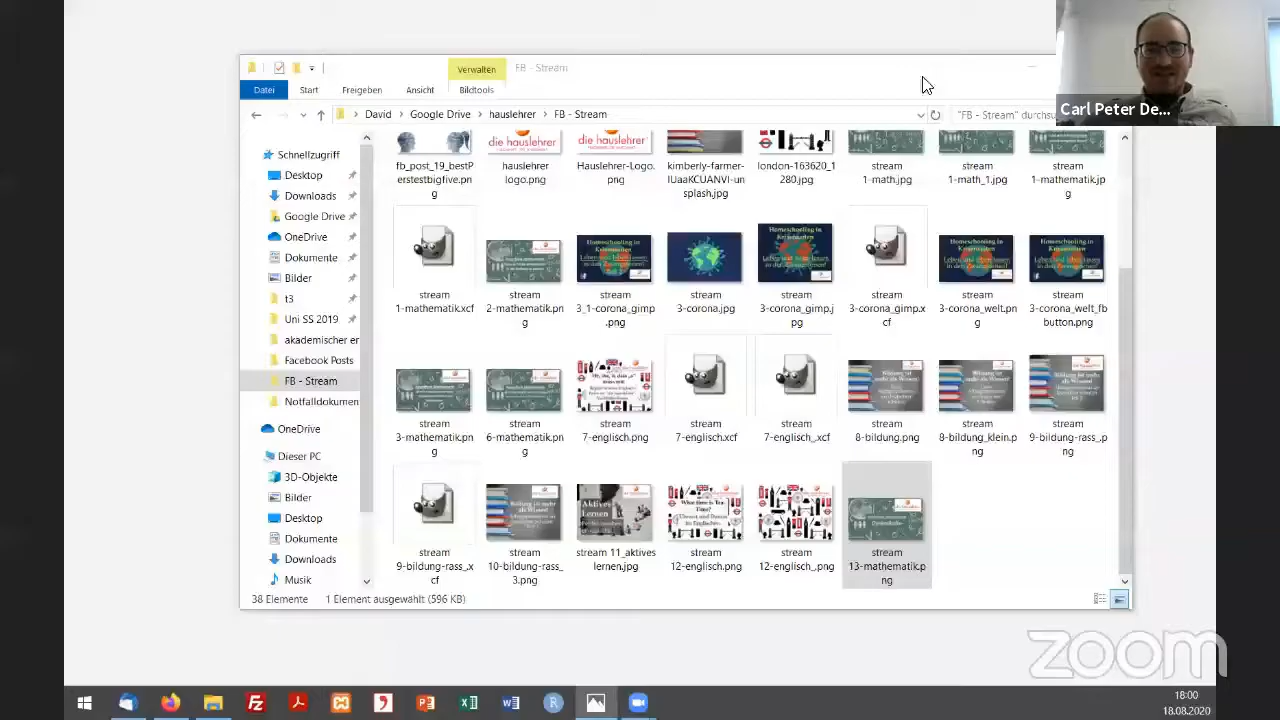 Verwalten
FB - Stream
Datei
Start
Freigeben
Ansicht
Bildtools
David
Google Drive
hauslehrer
FB - Stream
"FB - Stream" durchsu
Carl Peter De...
Schnellzugriff
Desktop
Downloads
Google Drive
OneDrive
Dokumente
Bilder
t3
Uni SS 2019
akademischer er
Facebook Posts
FB - Stream
Notfalldokumen
OneDrive
Dieser PC
3D-Objekte
Bilder
Desktop
Dokumente
Downloads
Musik
die hauslehrer
die hauslehrer
fb_post_19_bestP
erstestbigfive.pn
g
hauslehrer
logo.png
Hauslehrer-Logo.
png
kimberly-farmer-
lUaaKCUANVI-un
splash.jpg
london-163620_1
280.jpg
stream
1-math.jpg
stream
1-math_1.jpg
stream
1-mathematik.jp
g
stream
1-mathematik.xcf
stream
2-mathematik.pn
g
stream
3_1-corona_gimp
.png
stream
3-corona.jpg
stream
3-corona_gimp.j
pg
stream
3-corona_gimp.x
cf
stream
3-corona_welt.pn
g
stream
3-corona_welt_fb
button.png
stream
3-mathematik.pn
g
stream
6-mathematik.pn
g
stream
7-englisch.png
stream
7-englisch.xcf
stream
7-englisch_.xcf
stream
8-bildung.png
stream
8-bildung_klein.p
ng
stream
9-bildung-rass_.p
ng
Aktives
Lernen
stream
9-bildung-rass_.x
cf
stream
10-bildung-rass_
3.png
stream 11_aktives
lernen.jpg
stream
12-englisch.png
stream
12-englisch_.png
stream
13-mathematik.p
ng
38 Elemente
1 Element ausgewählt (596 KB)
zoom
18:00
18.08.2020